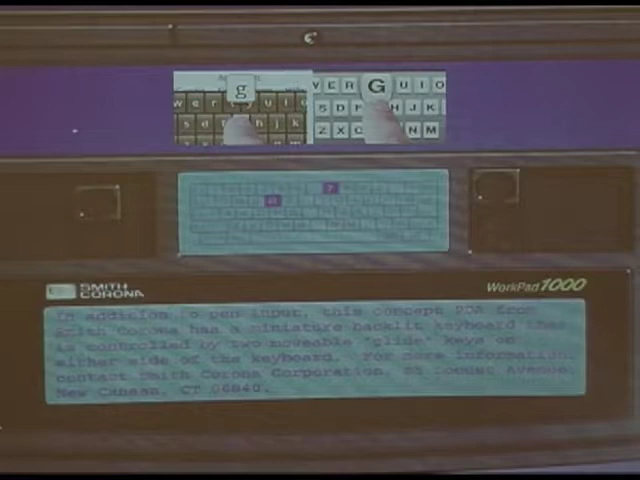 g
G
W E R U I O
w e r u i o
S D F H J K
s d f h j k
Z X C N M
SMITH
CORONA
WorkPad 1000
In addition to pen input, this concept PDA from
Smith Corona has a miniature backlit keyboard that
is controlled by two moveable "glide" keys on
either side of the keyboard. For more information,
contact Smith Corona Corporation, 65 Locust Avenue,
New Canaan, CT 06840.